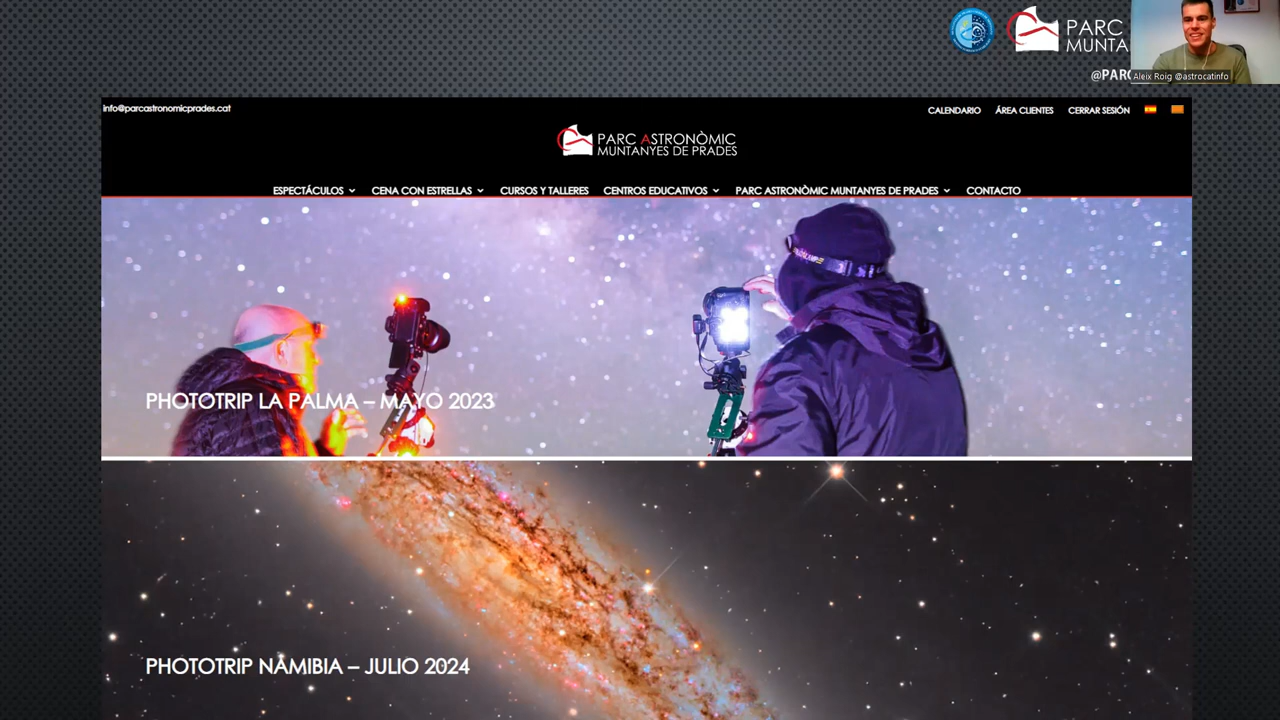 PARC
MUNTA
@PARC
Aleix Roig @astrocatinfo
info@parcastronomicprades.cat
CALENDARIO ÁREA CLIENTES CERRAR SESIÓN
PARC ASTRONÒMIC
MUNTANYES DE PRADES
ESPECTÁCULOS CENA CON ESTRELLAS CURSOS Y TALLERES CENTROS EDUCATIVOS PARC ASTRONÒMIC MUNTANYES DE PRADES CONTACTO
PHOTOTRIP LA PALMA – MAYO 2023
PHOTOTRIP NAMIBIA – JULIO 2024